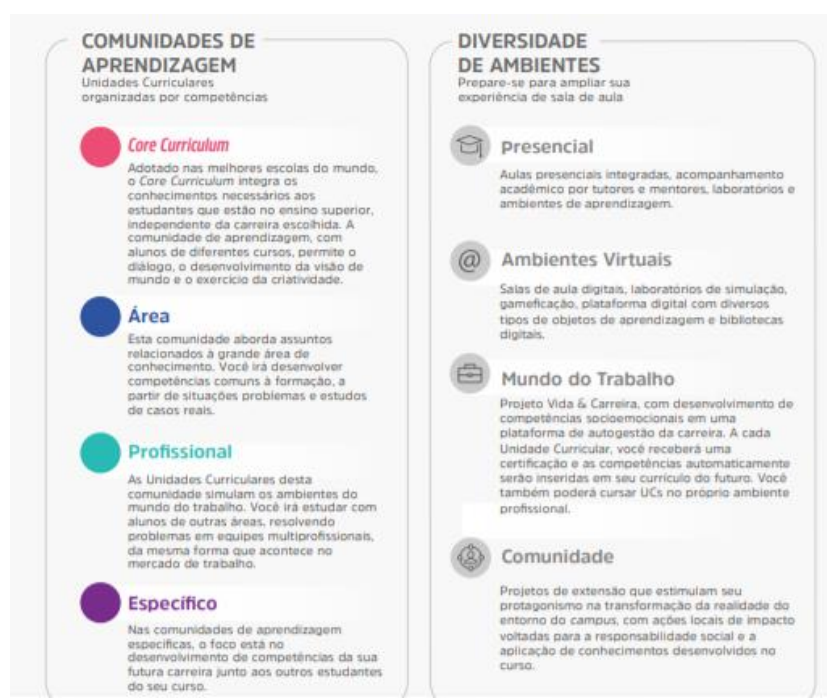 COMUNIDADES DE
APRENDIZAGEM
Unidades Curriculares
organizadas por competências
Core Curriculum
Adotado nas melhores escolas do mundo,
o Core Curriculum integra os
conhecimentos necessários aos
estudantes que estão no ensino superior,
independente da carreira escolhida. A
comunidade de aprendizagem, com
alunos de diferentes cursos, permite o
diálogo, o desenvolvimento da visão de
mundo e o exercício da criatividade.
Área
Esta comunidade aborda assuntos
relacionados à grande área de
conhecimento. Você irá desenvolver
competências comuns à formação, a
partir de situações problemas e estudos
de casos reais.
Profissional
As Unidades Curriculares desta
comunidade simulam os ambientes do
mundo do trabalho. Você irá estudar com
alunos de outras áreas, resolvendo
problemas em equipes multiprofissionais,
da mesma forma que acontece no
mercado de trabalho.
Específico
Nas comunidades de aprendizagem
específicas, o foco está no
desenvolvimento de competências da sua
futura carreira junto aos outros estudantes
do seu curso.
DIVERSIDADE
DE AMBIENTES
Prepare-se para ampliar sua
experiência de sala de aula
Presencial
Aulas presenciais integradas, acompanhamento
acadêmico por tutores e mentores, laboratórios e
ambientes de aprendizagem.
@ Ambientes Virtuais
Salas de aula digitais, laboratórios de simulação,
gameficação, plataforma digital com diversos
tipos de objetos de aprendizagem e bibliotecas
digitais.
Mundo do Trabalho
Projeto Vida & Carreira, com desenvolvimento de
competências socioemocionais em uma
plataforma de autogestão da carreira. A cada
Unidade Curricular, você receberá uma
certificação e as competências automaticamente
serão inseridas em seu currículo do futuro. Você
também poderá cursar UCs no próprio ambiente
profissional.
Comunidade
Projetos de extensão que estimulam seu
protagonismo na transformação da realidade do
entorno do campus, com ações locais de impacto
voltadas para a responsabilidade social e a
aplicação de conhecimentos desenvolvidos no
curso.